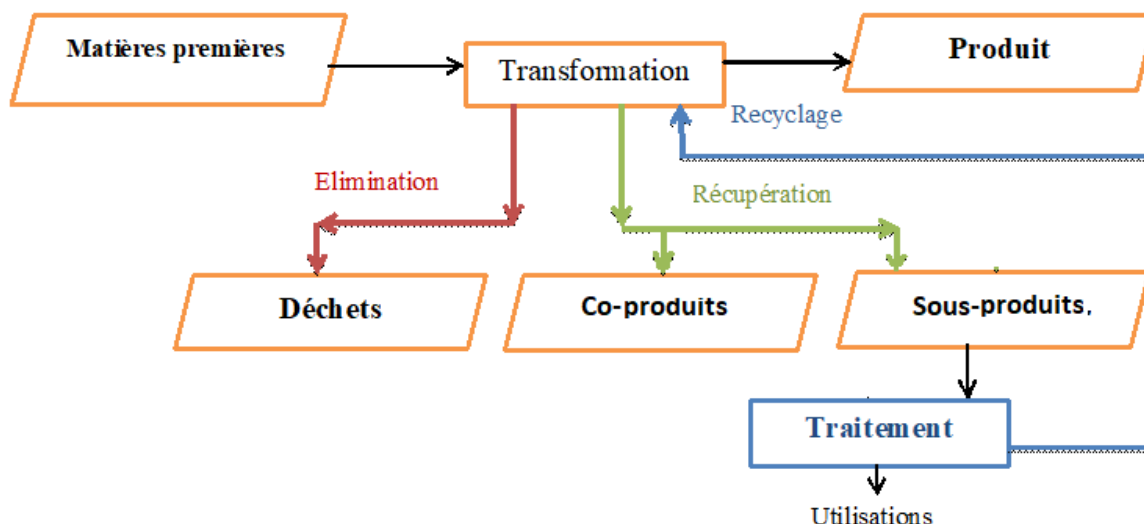 Matières premières
Transformation
Produit
Recyclage
Elimination
Récupération
Déchets
Co-produits
Sous-produits,
Traitement
Utilisations